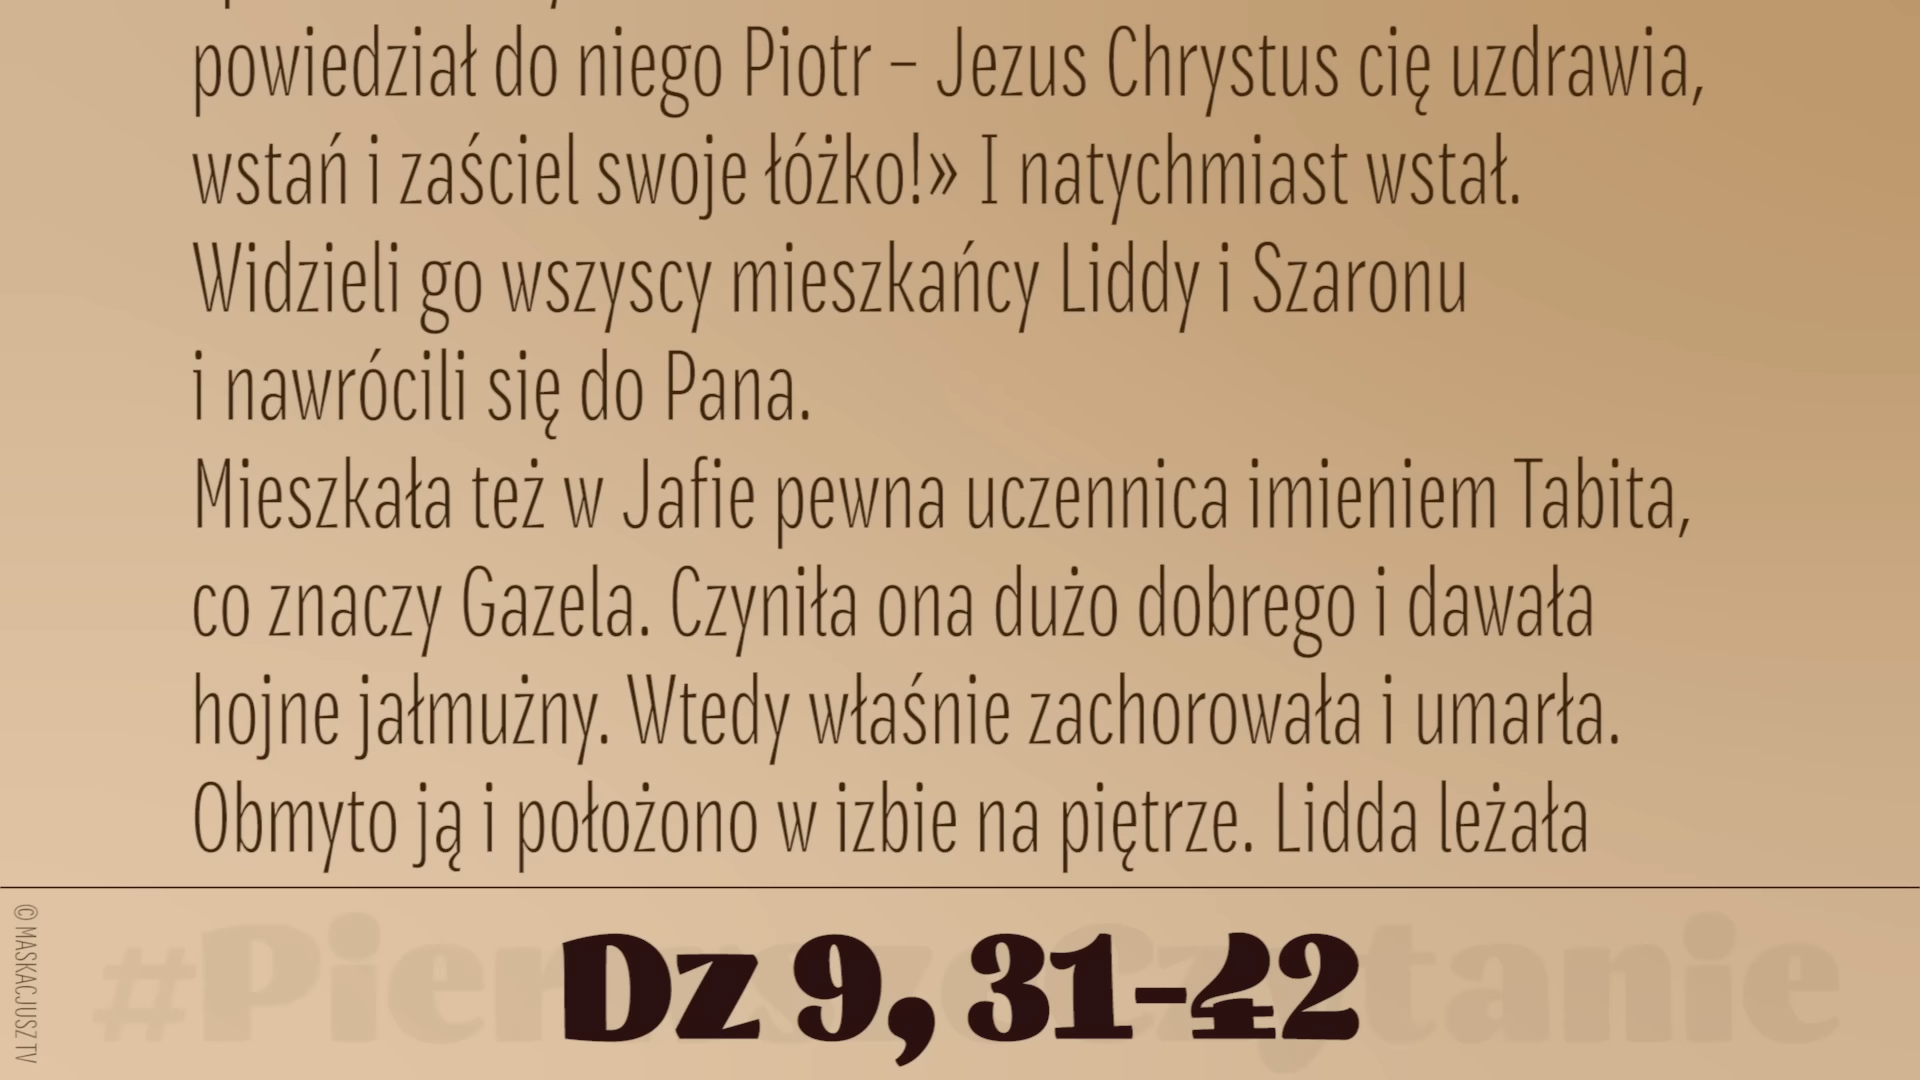 powiedział do niego Piotr – Jezus Chrystus cię uzdrawia,
wstań i zaściel swoje łóżko!» I natychmiast wstał.
Widzieli go wszyscy mieszkańcy Liddy i Szaronu
i nawrócili się do Pana.
Mieszkała też w Jafie pewna uczennica imieniem Tabita,
co znaczy Gazela. Czyniła ona dużo dobrego i dawała
hojne jałmużny. Wtedy właśnie zachorowała i umarła.
Obmyto ją i położono w izbie na piętrze. Lidda leżała
#PierwszeCzytanie
Dz 9, 31-42
© MASKACJUSZ TV